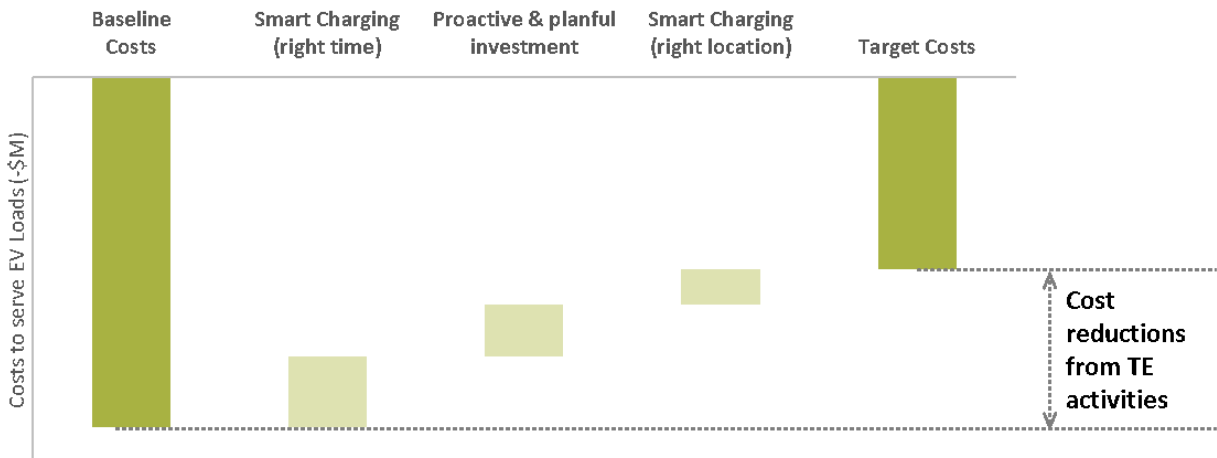 Baseline
Costs
Smart Charging
(right time)
Proactive & planful
investment
Smart Charging
(right location)
Target Costs
Costs to serve EV Loads (-$M)
Cost
reductions
from TE
activities